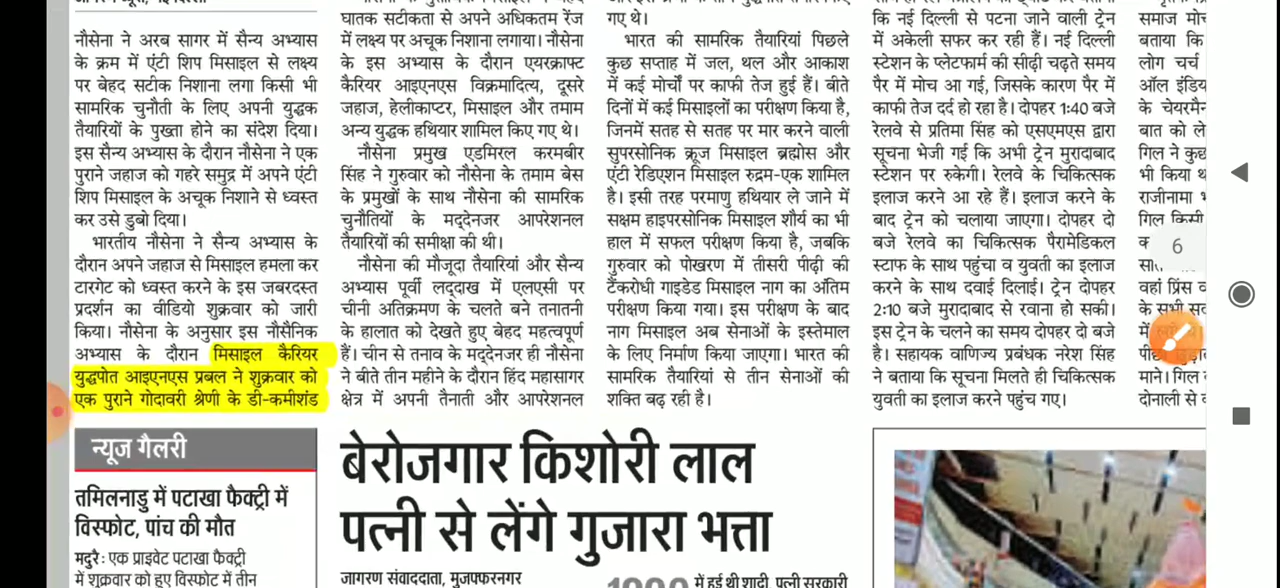 नौसेना ने अरब सागर में सैन्य अभ्यास
के क्रम में एंटी शिप मिसाइल से लक्ष्य
पर बेहद सटीक निशाना लगा किसी भी
सामरिक चुनौती के लिए अपनी युद्धक
तैयारियों के पुख्ता होने का संदेश दिया।
इस सैन्य अभ्यास के दौरान नौसेना ने एक
पुराने जहाज को गहरे समुद्र में अपने एंटी
शिप मिसाइल के अचूक निशाने से ध्वस्त
कर उसे डुबो दिया।
भारतीय नौसेना ने सैन्य अभ्यास के
दौरान अपने जहाज से मिसाइल हमला कर
टारगेट को ध्वस्त करने के इस जबरदस्त
प्रदर्शन का वीडियो शुक्रवार को जारी
किया। नौसेना के अनुसार इस नौसैनिक
अभ्यास के दौरान मिसाइल कैरियर
युद्धपोत आइएनएस प्रबल ने शुक्रवार को
एक पुराने गोदावरी श्रेणी के डी-कमीशंड
घातक सटीकता से अपने अधिकतम रेंज
में लक्ष्य पर अचूक निशाना लगाया। नौसेना
के इस अभ्यास के दौरान एयरक्राफ्ट
कैरियर आइएनएस विक्रमादित्य, दूसरे
जहाज, हेलीकाप्टर, मिसाइल और तमाम
अन्य युद्धक हथियार शामिल किए गए थे।
नौसेना प्रमुख एडमिरल करमबीर
सिंह ने गुरुवार को नौसेना के तमाम बेस
के प्रमुखों के साथ नौसेना की सामरिक
चुनौतियों के मद्देनजर आपरेशनल
तैयारियों की समीक्षा की थी।
नौसेना की मौजूदा तैयारियां और सैन्य
अभ्यास पूर्वी लद्दाख में एलएसी पर
चीनी अतिक्रमण के चलते बने तनातनी
के हालात को देखते हुए बेहद महत्वपूर्ण
हैं। चीन से तनाव के मद्देनजर ही नौसेना
ने बीते तीन महीने के दौरान हिंद महासागर
क्षेत्र में अपनी तैनाती और आपरेशनल
गए थे।
भारत की सामरिक तैयारियां पिछले
कुछ सप्ताह में जल, थल और आकाश
में कई मोर्चों पर काफी तेज हुई हैं। बीते
दिनों में कई मिसाइलों का परीक्षण किया है,
जिनमें सतह से सतह पर मार करने वाली
सुपरसोनिक क्रूज मिसाइल ब्रह्मोस और
एंटी रेडिएशन मिसाइल रुद्रम-एक शामिल
है। इसी तरह परमाणु हथियार ले जाने में
सक्षम हाइपरसोनिक मिसाइल शौर्य का भी
हाल में सफल परीक्षण किया है, जबकि
गुरुवार को पोखरण में तीसरी पीढ़ी की
टैंकरोधी गाइडेड मिसाइल नाग का अंतिम
परीक्षण किया गया। इस परीक्षण के बाद
नाग मिसाइल अब सेनाओं के इस्तेमाल
के लिए निर्माण किया जाएगा। भारत की
सामरिक तैयारियों से तीन सेनाओं की
शक्ति बढ़ रही है।
कि नई दिल्ली से पटना जाने वाली ट्रेन
में अकेली सफर कर रही हैं। नई दिल्ली
स्टेशन के प्लेटफार्म की सीढ़ी चढ़ते समय
पैर में मोच आ गई, जिसके कारण पैर में
काफी तेज दर्द हो रहा है। दोपहर 1:40 बजे
रेलवे से प्रतिमा सिंह को एसएमएस द्वारा
सूचना भेजी गई कि अभी ट्रेन मुरादाबाद
स्टेशन पर रुकेगी। रेलवे के चिकित्सक
इलाज करने आ रहे हैं। इलाज करने के
बाद ट्रेन को चलाया जाएगा। दोपहर दो
बजे रेलवे का चिकित्सक पैरामेडिकल
स्टाफ के साथ पहुंचा व युवती का इलाज
करने के साथ दवाई दिलाई। ट्रेन दोपहर
2:10 बजे मुरादाबाद से रवाना हो सकी।
इस ट्रेन के चलने का समय दोपहर दो बजे
है। सहायक वाणिज्य प्रबंधक नरेश सिंह
ने बताया कि सूचना मिलते ही चिकित्सक
युवती का इलाज करने पहुंच गए।
समाज
बताया कि
लोग चर्च
ऑल
के
बात को
गिल ने कुछ
भी किया
राजीनामा
गिल किसी
6
वहां प्रिंस
के सभी
में
माने। गिल
दोनाली से
न्यूज गैलरी
तमिलनाडु में पटाखा फैक्ट्री में
विस्फोट, पांच की मौत
मदुरै: एक प्राइवेट पटाखा फैक्ट्री
में शुक्रवार को हुए विस्फोट में तीन
बेरोजगार किशोरी लाल
पत्नी से लेंगे गुजारा भत्ता
जागरण संवाददाता, मुजफ्फरनगर
में हुई थी शादी, पत्नी सरकारी